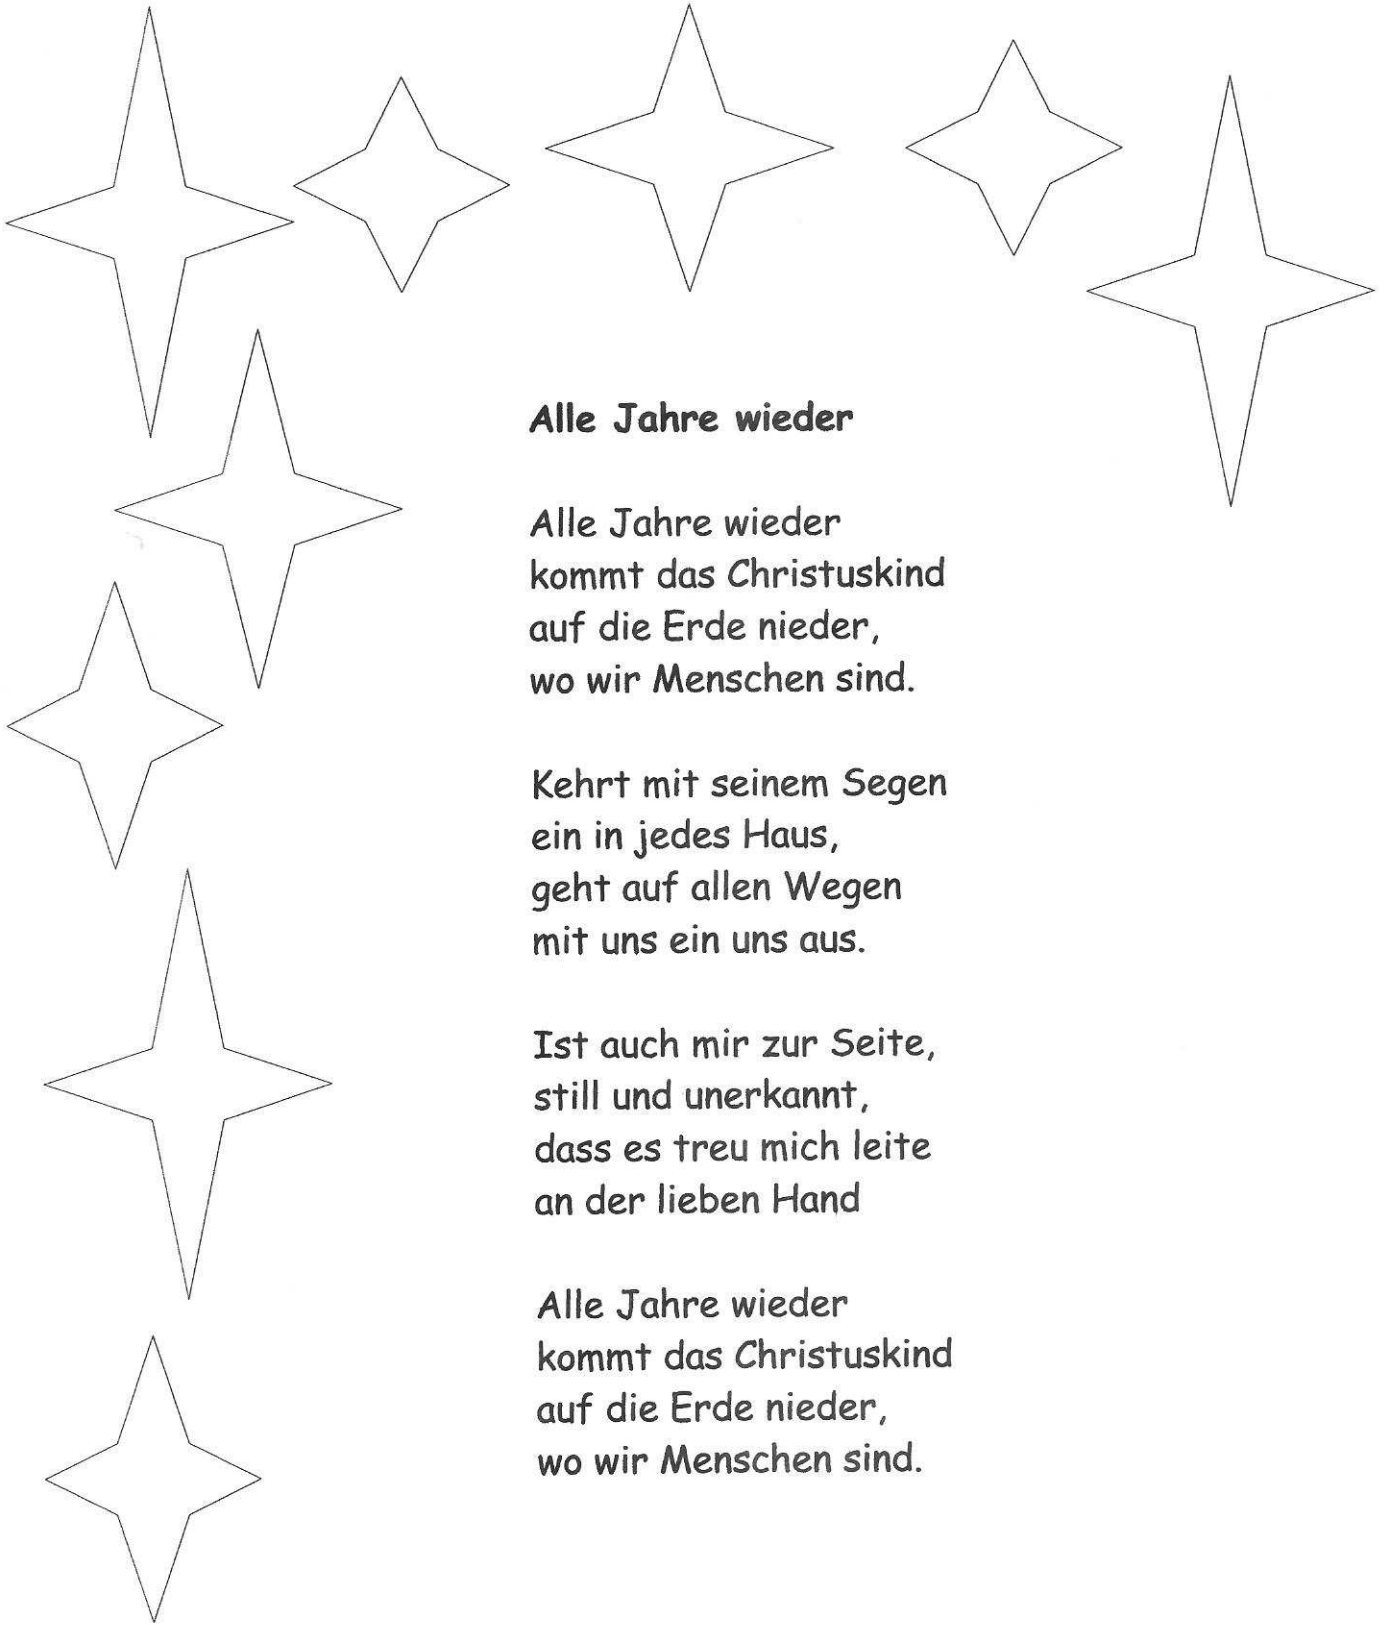 Alle Jahre wieder
Alle Jahre wieder
kommt das Christuskind
auf die Erde nieder,
wo wir Menschen sind.
Kehrt mit seinem Segen
ein in jedes Haus,
geht auf allen Wegen
mit uns ein uns aus.
Ist auch mir zur Seite,
still und unerkannt,
dass es treu mich leite
an der lieben Hand
Alle Jahre wieder
kommt das Christuskind
auf die Erde nieder,
wo wir Menschen sind.